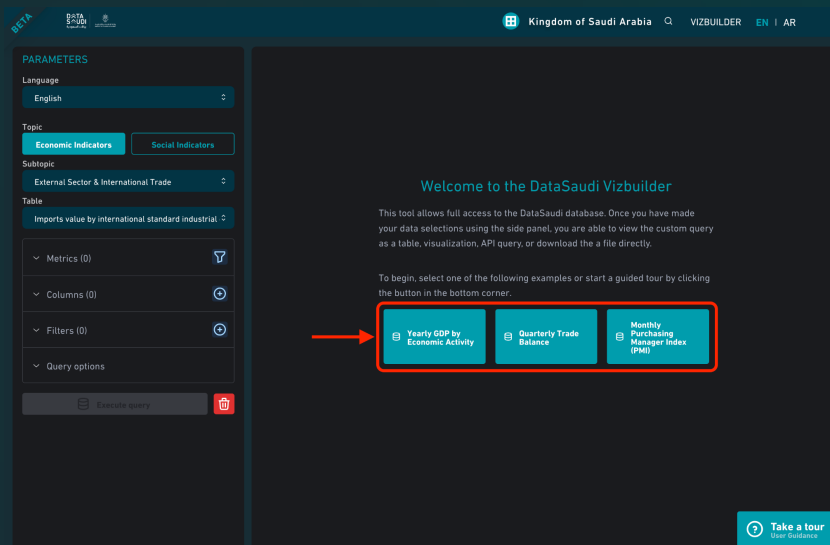 BETA
DATA
SAUDI
Kingdom of Saudi Arabia
VIZBUILDER
EN | AR
PARAMETERS
Language
English
Topic
Economic Indicators
Social Indicators
Subtopic
External Sector & International Trade
Table
Imports value by international standard industrial
Metrics (0)
Columns (0)
Filters (0)
Query options
Execute query
Welcome to the DataSaudi Vizbuilder
This tool allows full access to the DataSaudi database. Once you have made
your data selections using the side panel, you are able to view the custom query
as a table, visualization, API query, or download the a file directly.
To begin, select one of the following examples or start a guided tour by clicking
the button in the bottom corner.
Yearly GDP by
Economic Activity
Quarterly Trade
Balance
Monthly
Purchasing
Manager Index
(PMI)
Take a tour
User Guidance